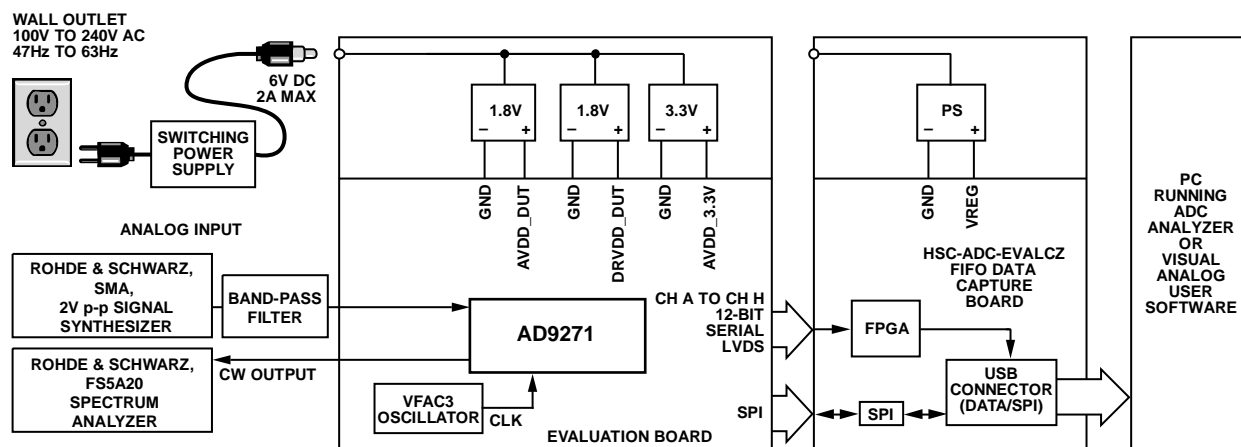 WALL OUTLET
100V TO 240V AC
47Hz TO 63Hz
6V DC
2A MAX
SWITCHING
POWER
SUPPLY
1.8V
– +
1.8V
– +
3.3V
– +
GND
AVDD_DUT
GND
DRVDD_DUT
GND
AVDD_3.3V
PS
– +
GND
VREG
ANALOG INPUT
ROHDE & SCHWARZ,
SMA,
2V p-p SIGNAL
SYNTHESIZER
BAND-PASS
FILTER
ROHDE & SCHWARZ,
FS5A20
SPECTRUM
ANALYZER
CW OUTPUT
AD9271
VFAC3
OSCILLATOR
CLK
EVALUATION BOARD
CH A TO CH H
12-BIT
SERIAL
LVDS
SPI
HSC-ADC-EVALCZ
FIFO DATA
CAPTURE
BOARD
FPGA
SPI
USB
CONNECTOR
(DATA/SPI)
PC
RUNNING
ADC
ANALYZER
OR
VISUAL
ANALOG
USER
SOFTWARE